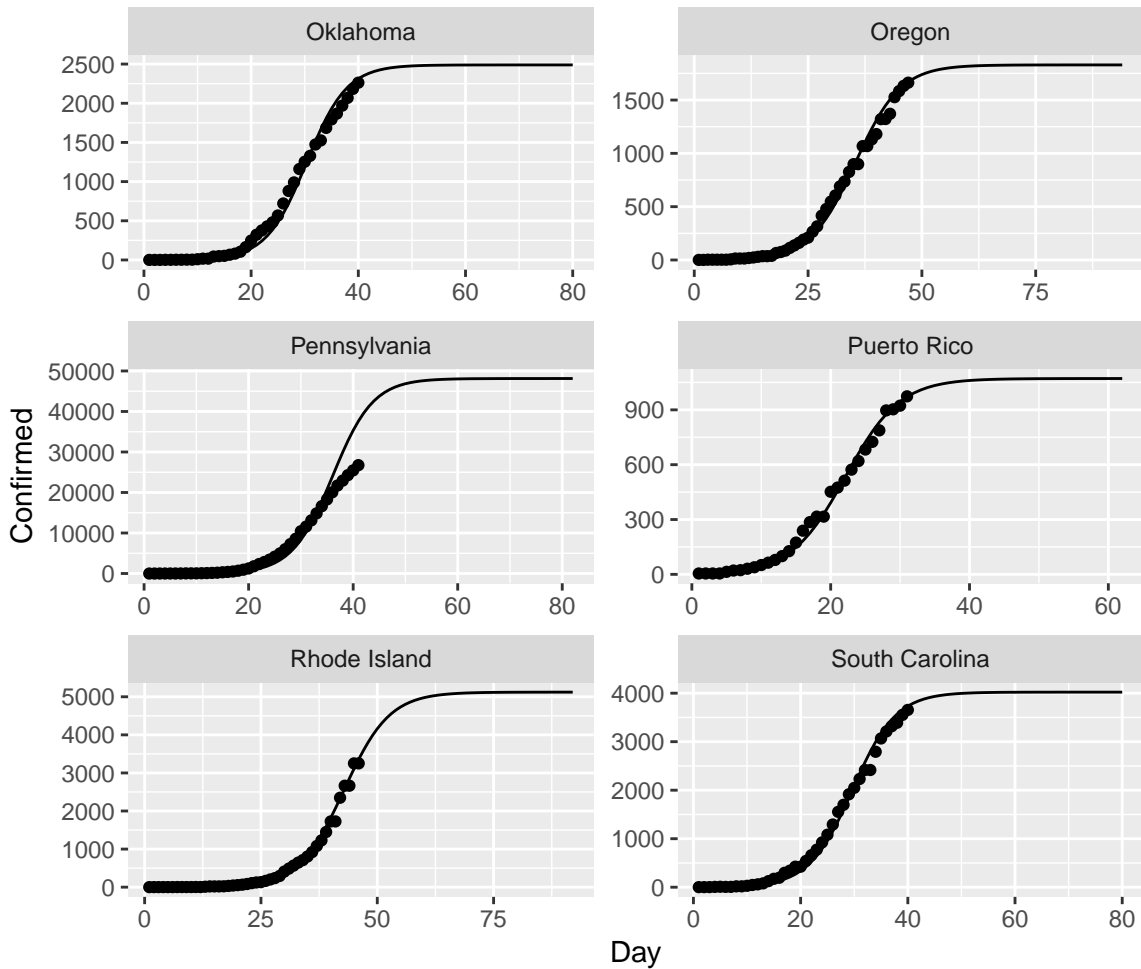 Oklahoma
2500
2000
1500
1000
500
0
0 20 40 60 80
Oregon
1500
1000
500
0
0 25 50 75
Pennsylvania
50000
40000
30000
20000
10000
0
0 20 40 60 80
Puerto Rico
900
600
300
0
0 20 40 60
Rhode Island
5000
4000
3000
2000
1000
0
0 25 50 75
South Carolina
4000
3000
2000
1000
0
0 20 40 60 80
Confirmed
Day